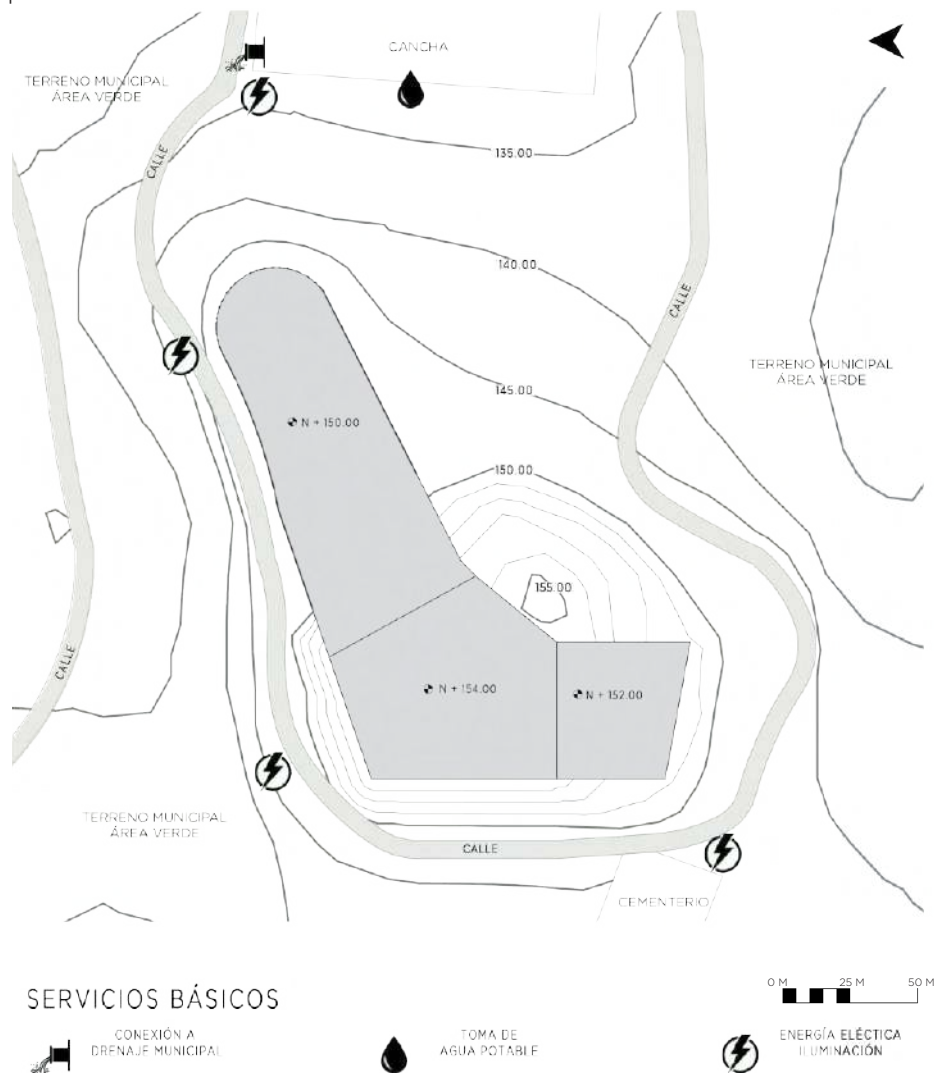 CANCHA
TERRENO MUNICIPAL
ÁREA VERDE
CALLE
135.00
140.00
CALLE
TERRENO MUNICIPAL
ÁREA VERDE
145.00
N + 150.00
150.00
155.00
CALLE
N + 154.00
N + 152.00
TERRENO MUNICIPAL
ÁREA VERDE
CALLE
CEMENTERIO
SERVICIOS BÁSICOS
0 M 25 M 50 M
CONEXIÓN A
DRENAJE MUNICIPAL
TOMA DE
AGUA POTABLE
ENERGÍA ELÉCTICA
ILUMINACIÓN